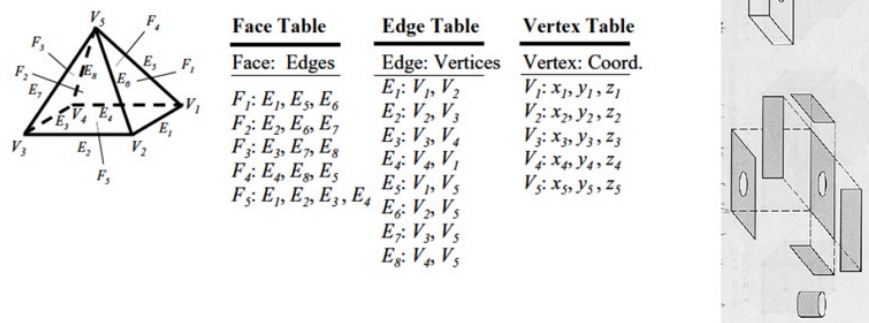 V5
F4
F3
E5
F2
E8
E6
F1
E7
V4
E4
V1
E3
E1
V3
E2
V2
F5
Face Table
Face: Edges
F1: E1, E5, E6
F2: E2, E6, E7
F3: E3, E7, E8
F4: E4, E8, E5
F5: E1, E2, E3, E4
Edge Table
Edge: Vertices
E1: V1, V2
E2: V2, V3
E3: V3, V4
E4: V4, V1
E5: V1, V5
E6: V2, V5
E7: V3, V5
E8: V4, V5
Vertex Table
Vertex: Coord.
V1: x1, y1, z1
V2: x2, y2, z2
V3: x3, y3, z3
V4: x4, y4, z4
V5: x5, y5, z5